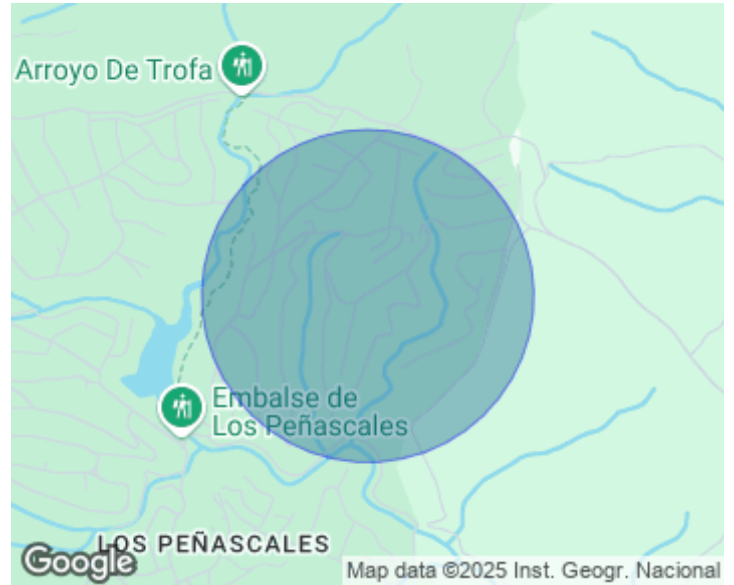 Arroyo De Trofa
Embalse de
Los Peñascales
LOS PEÑASCALES
Google
Map data ©2025 Inst. Geogr. Nacional